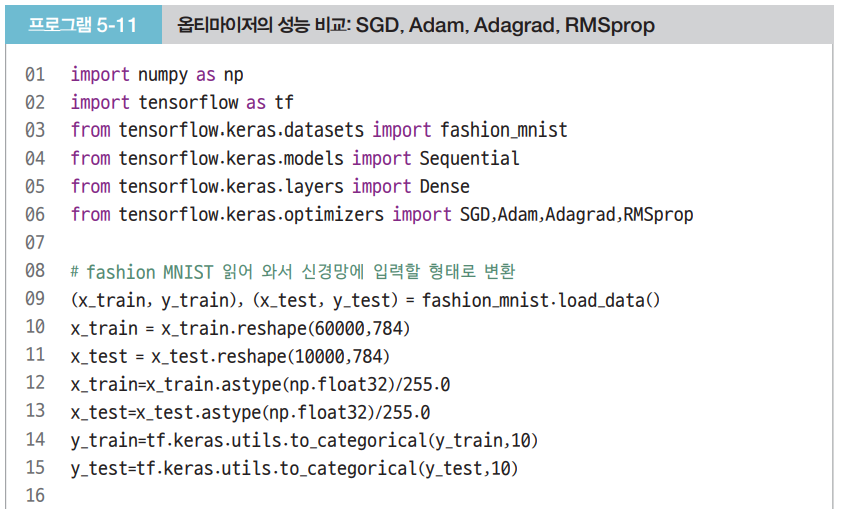 프로그램 5-11 옵티마이저의 성능 비교: SGD, Adam, Adagrad, RMSprop
01 import numpy as np
02 import tensorflow as tf
03 from tensorflow.keras.datasets import fashion_mnist
04 from tensorflow.keras.models import Sequential
05 from tensorflow.keras.layers import Dense
06 from tensorflow.keras.optimizers import SGD,Adam,Adagrad,RMSprop
07
08 # fashion MNIST 읽어 와서 신경망에 입력할 형태로 변환
09 (x_train, y_train), (x_test, y_test) = fashion_mnist.load_data()
10 x_train = x_train.reshape(60000,784)
11 x_test = x_test.reshape(10000,784)
12 x_train=x_train.astype(np.float32)/255.0
13 x_test=x_test.astype(np.float32)/255.0
14 y_train=tf.keras.utils.to_categorical(y_train,10)
15 y_test=tf.keras.utils.to_categorical(y_test,10)
16